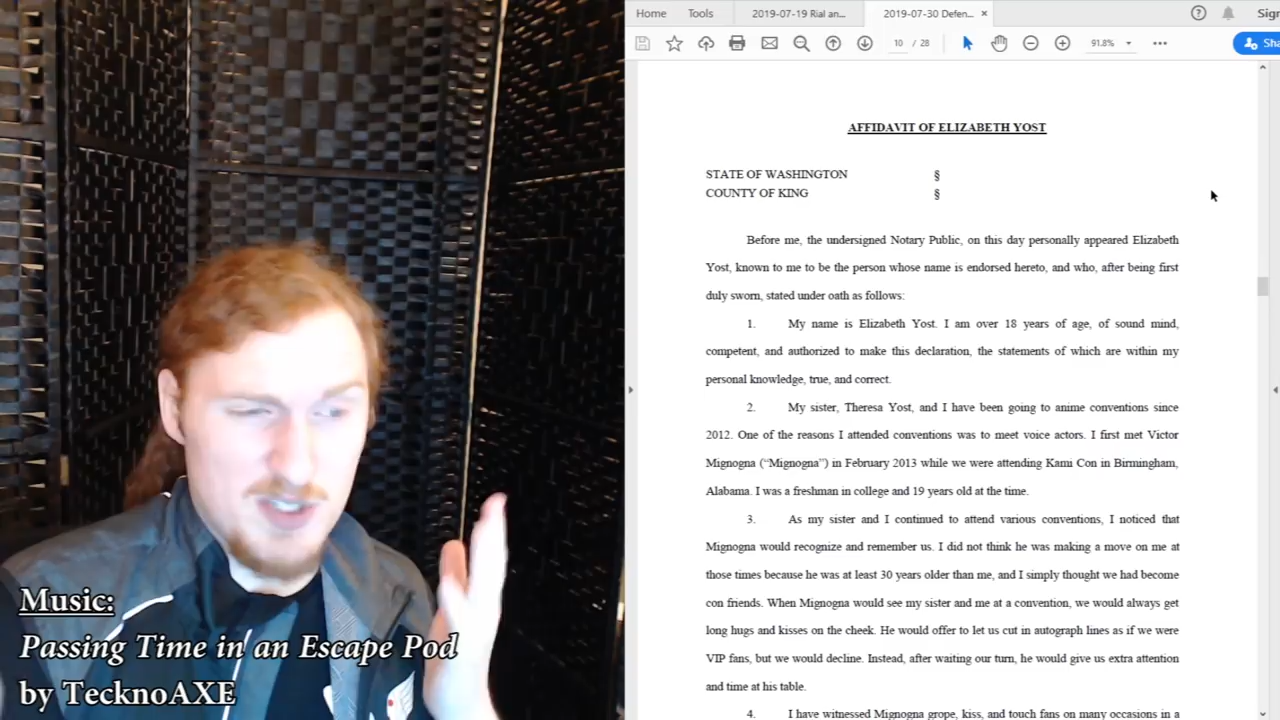 Home
Tools
2019-07-19 Rial an...
2019-07-30 Defen...
Sign
10 / 28
91.8%
Sha
AFFIDAVIT OF ELIZABETH YOST
STATE OF WASHINGTON §
COUNTY OF KING §
Before me, the undersigned Notary Public, on this day personally appeared Elizabeth
Yost, known to me to be the person whose name is endorsed hereto, and who, after being first
duly sworn, stated under oath as follows:
1. My name is Elizabeth Yost. I am over 18 years of age, of sound mind,
competent, and authorized to make this declaration, the statements of which are within my
personal knowledge, true, and correct.
2. My sister, Theresa Yost, and I have been going to anime conventions since
2012. One of the reasons I attended conventions was to meet voice actors. I first met Victor
Mignogna (“Mignogna”) in February 2013 while we were attending Kami Con in Birmingham,
Alabama. I was a freshman in college and 19 years old at the time.
3. As my sister and I continued to attend various conventions, I noticed that
Mignogna would recognize and remember us. I did not think he was making a move on me at
those times because he was at least 30 years older than me, and I simply thought we had become
con friends. When Mignogna would see my sister and me at a convention, we would always get
long hugs and kisses on the cheek. He would offer to let us cut in autograph lines as if we were
VIP fans, but we would decline. Instead, after waiting our turn, he would give us extra attention
and time at his table.
4. I have witnessed Mignogna grope, kiss, and touch fans on many occasions in a
Music:
Passing Time in an Escape Pod
by TecknoAXE